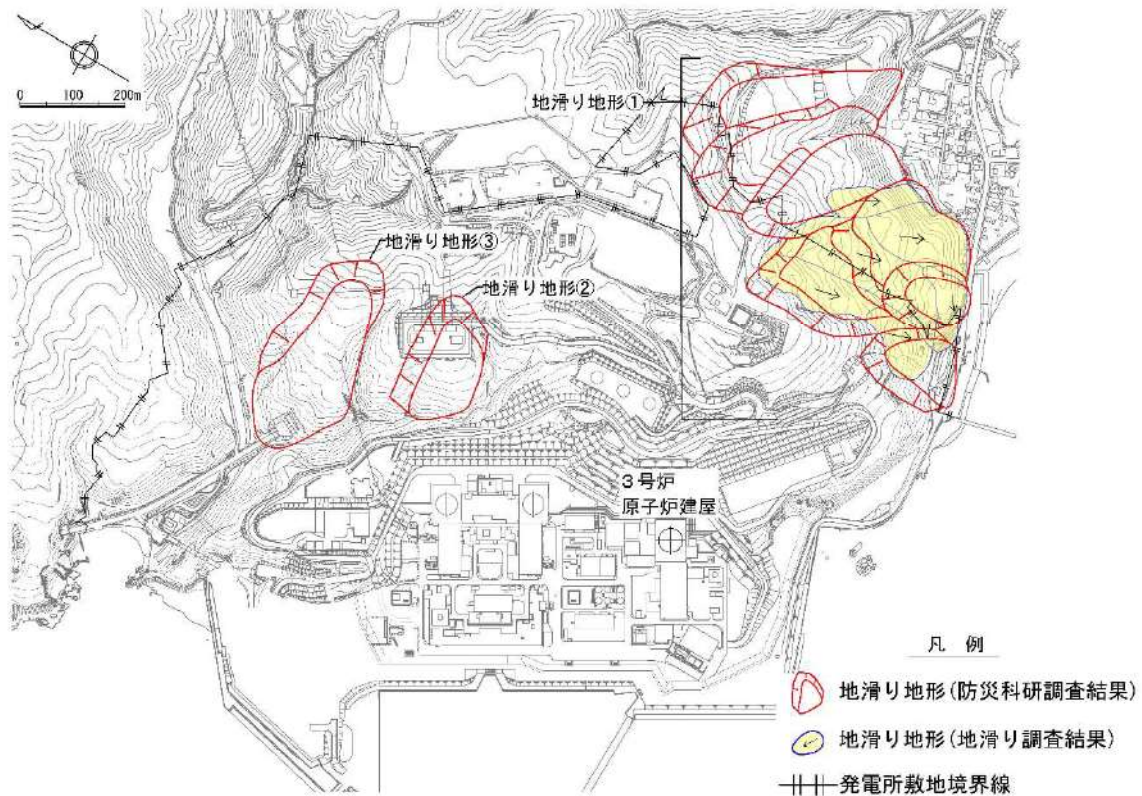 0 100 200m
地滑り地形①
地滑り地形③
地滑り地形②
3号炉
原子炉建屋
凡 例
地滑り地形(防災科研調査結果)
地滑り地形(地滑り調査結果)
発電所敷地境界線